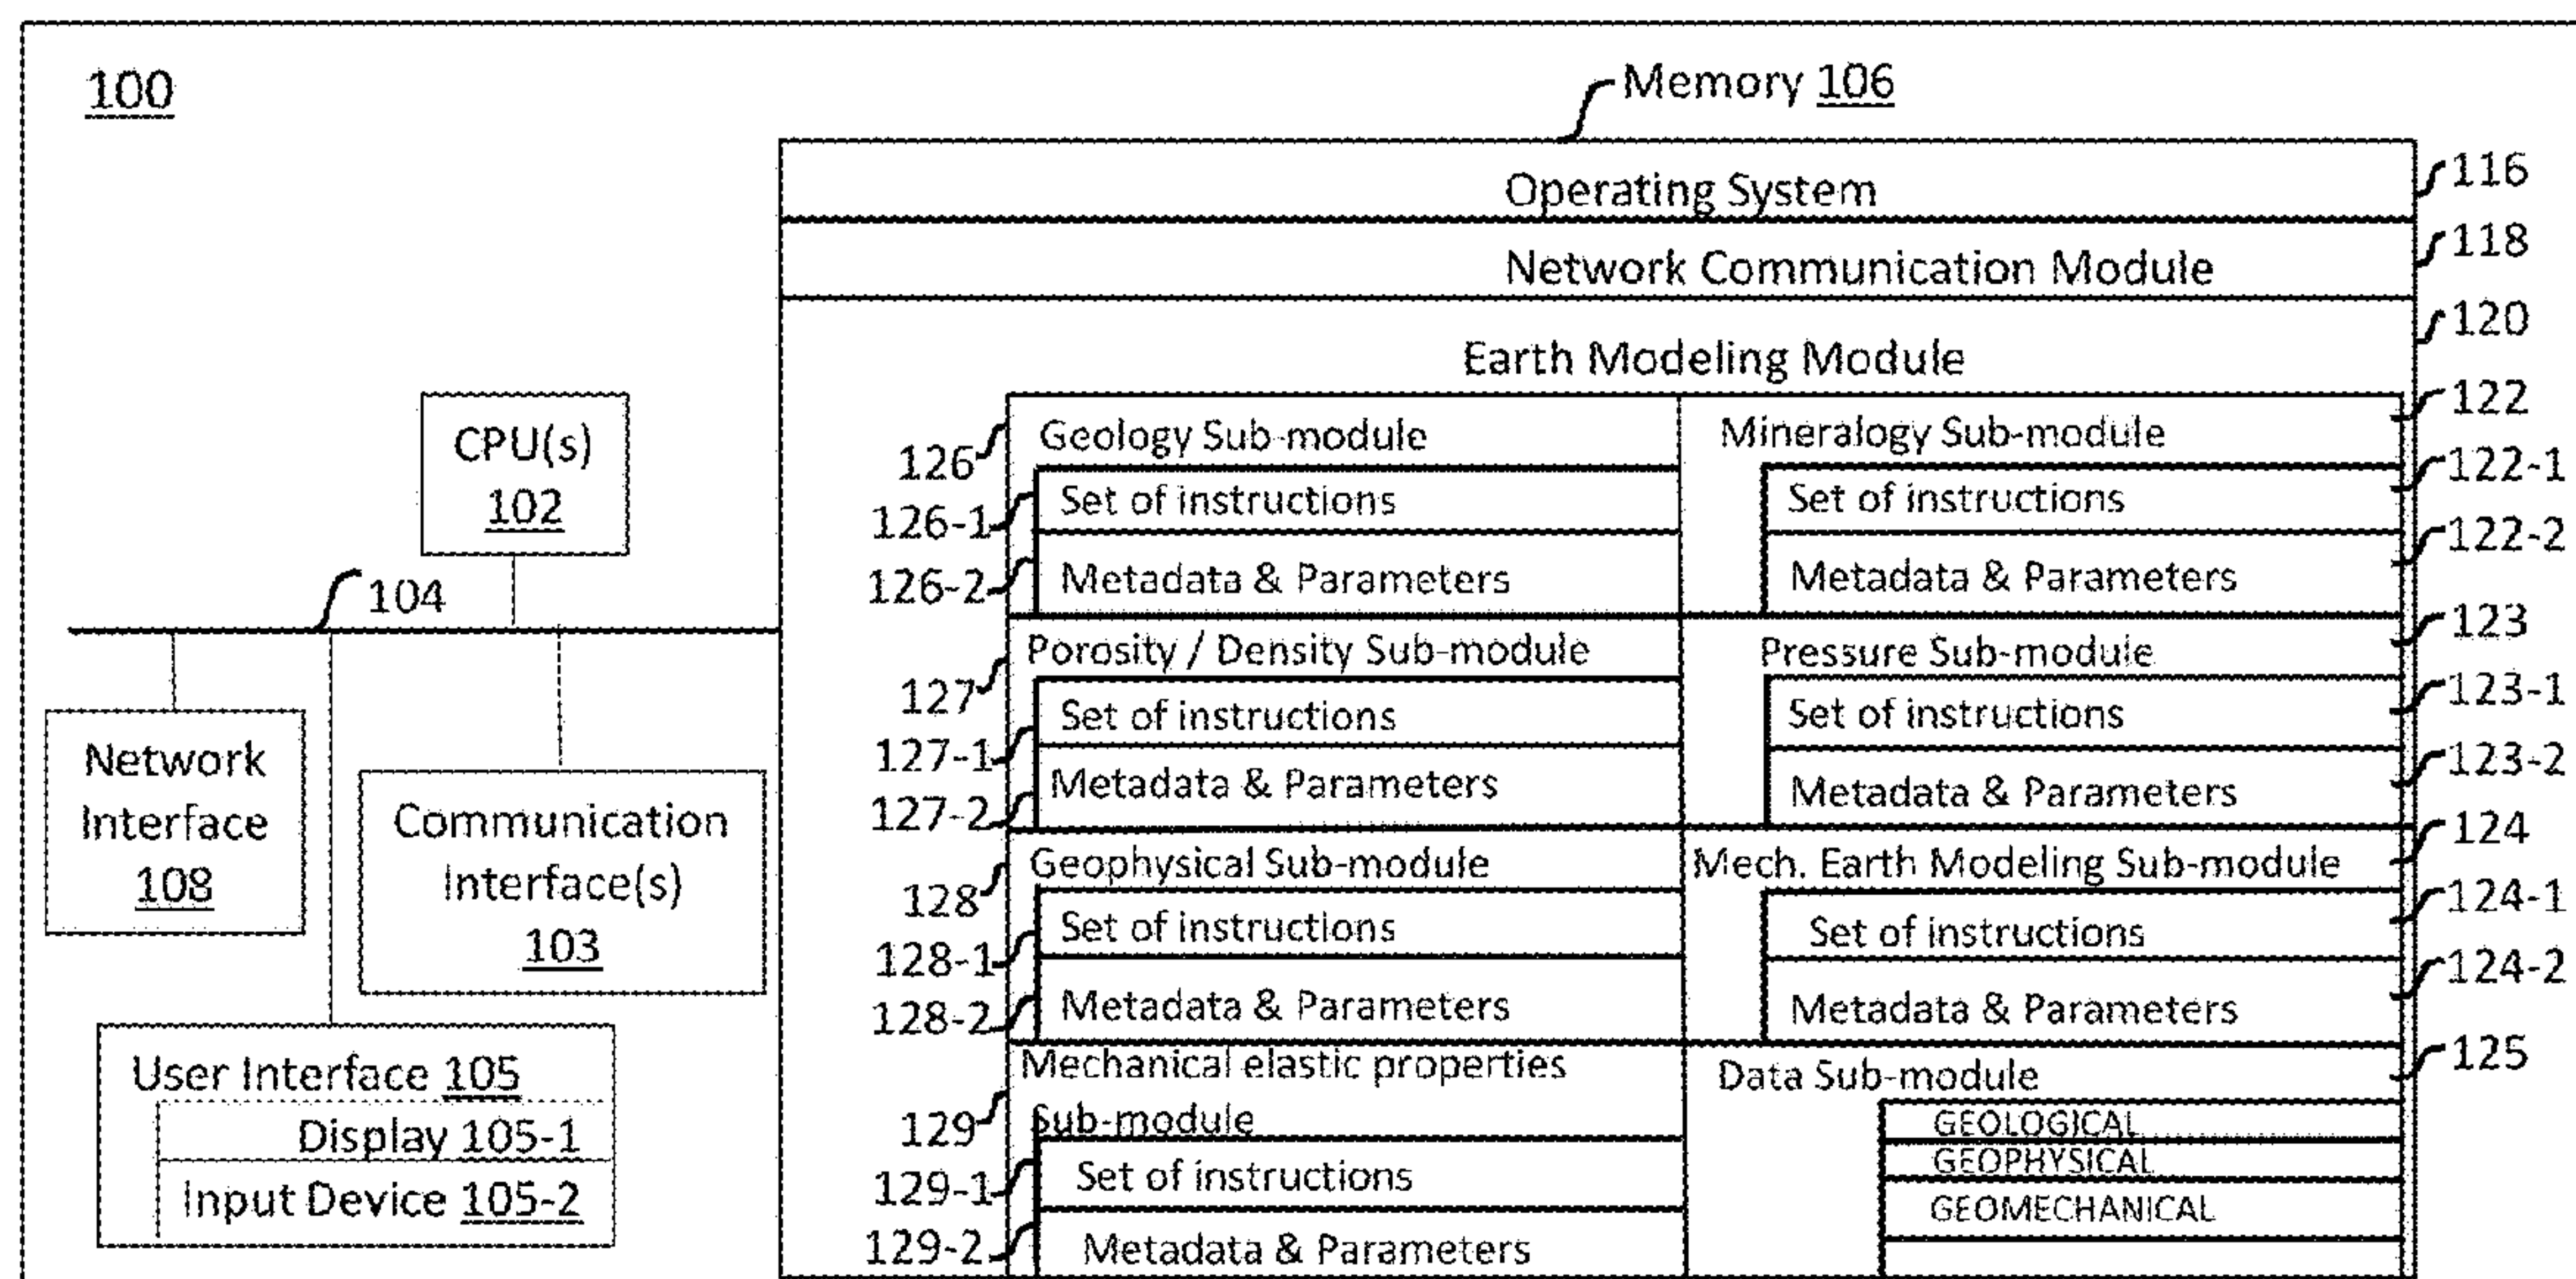 100
Memory 106
Operating System
116
Network Communication Module
118
Earth Modeling Module
120
CPU(s)
102
104
Network
Interface
108
Communication
Interface(s)
103
User Interface 105
Display 105-1
Input Device 105-2
Geology Sub-module
126
Set of instructions
126-1
Metadata & Parameters
126-2
Mineralogy Sub-module
122
Set of instructions
122-1
Metadata & Parameters
122-2
Porosity / Density Sub-module
127
Set of instructions
127-1
Metadata & Parameters
127-2
Pressure Sub-module
123
Set of instructions
123-1
Metadata & Parameters
123-2
Geophysical Sub-module
128
Set of instructions
128-1
Metadata & Parameters
128-2
Mech. Earth Modeling Sub-module
124
Set of instructions
124-1
Metadata & Parameters
124-2
Mechanical elastic properties
Sub-module
129
Set of instructions
129-1
Metadata & Parameters
129-2
Data Sub-module
125
GEOLOGICAL
GEOPHYSICAL
GEOMECHANICAL